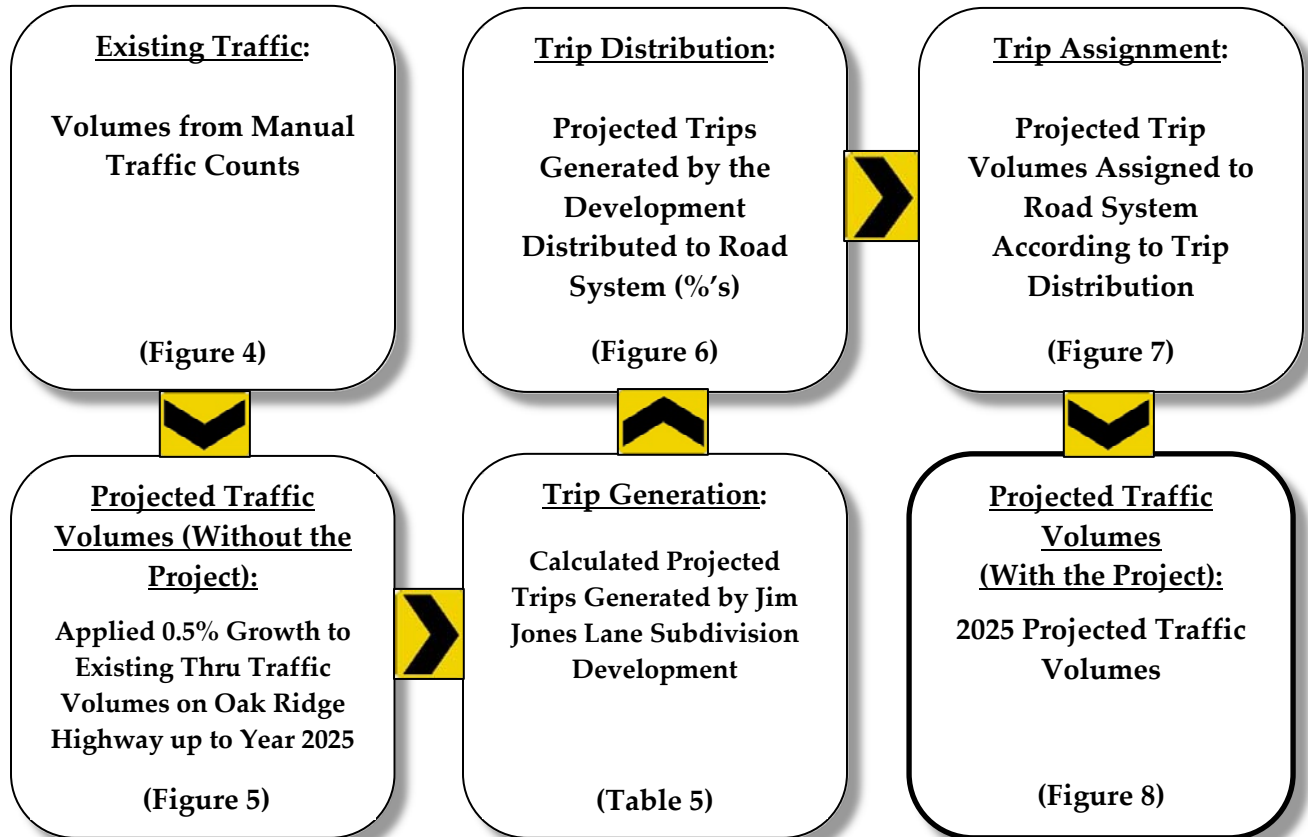 Existing Traffic:
Volumes from Manual
Traffic Counts
(Figure 4)
Projected Traffic
Volumes (Without the
Project):
Applied 0.5% Growth to
Existing Thru Traffic
Volumes on Oak Ridge
Highway up to Year 2025
(Figure 5)
Trip Generation:
Calculated Projected
Trips Generated by Jim
Jones Lane Subdivision
Development
(Table 5)
Trip Distribution:
Projected Trips
Generated by the
Development
Distributed to Road
System (%’s)
(Figure 6)
Trip Assignment:
Projected Trip
Volumes Assigned to
Road System
According to Trip
Distribution
(Figure 7)
Projected Traffic
Volumes
(With the Project):
2025 Projected Traffic
Volumes
(Figure 8)